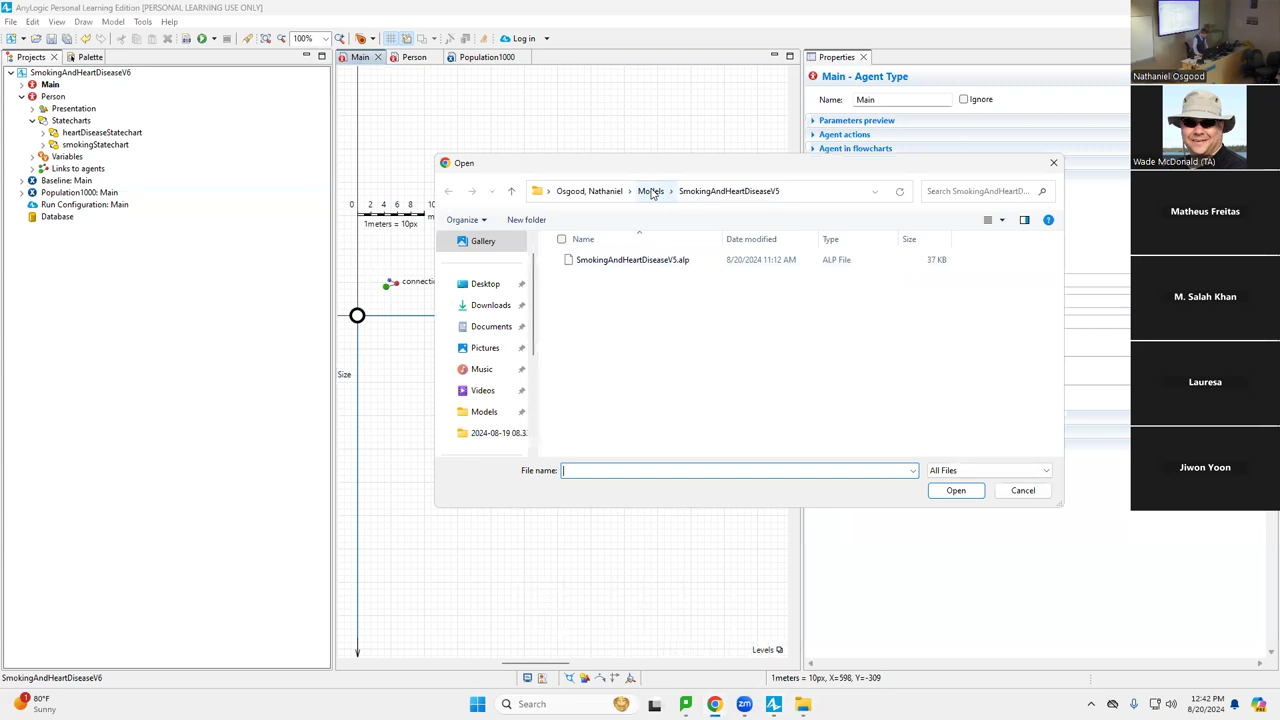 AnyLogic Personal Learning Edition [PERSONAL LEARNING USE ONLY]
File Edit View Draw Model Tools Help
100%
Log in
Projects
Palette
Main
Person
Population1000
Properties
SmokingAndHeartDiseaseV6
Main
Person
Presentation
Statecharts
heartDiseaseStatechart
smokingStatechart
Variables
Links to agents
Baseline: Main
Population1000: Main
Run Configuration: Main
Database
0 2 4 6 8 10
1meters = 10px
connectio
Size
Levels
Main - Agent Type
Name: Main Ignore
Parameters preview
Agent actions
Agent in flowcharts
Open
Osgood, Nathaniel > Models > SmokingAndHeartDiseaseV5
Search SmokingAndHeartD...
Organize
New folder
Gallery
Desktop
Downloads
Documents
Pictures
Music
Videos
Models
2024-08-19 08.3
Name Date modified Type Size
SmokingAndHeartDiseaseV5.alp 8/20/2024 11:12 AM ALP File 37 KB
File name:
All Files
Open
Cancel
Nathaniel Osgood
Wade McDonald (TA)
Matheus Freitas
M. Salah Khan
Lauresa
Jiwon Yoon
SmokingAndHeartDiseaseV6
1meters = 10px, X=598, Y=-309
80°F
Sunny
Search
12:42 PM
8/20/2024